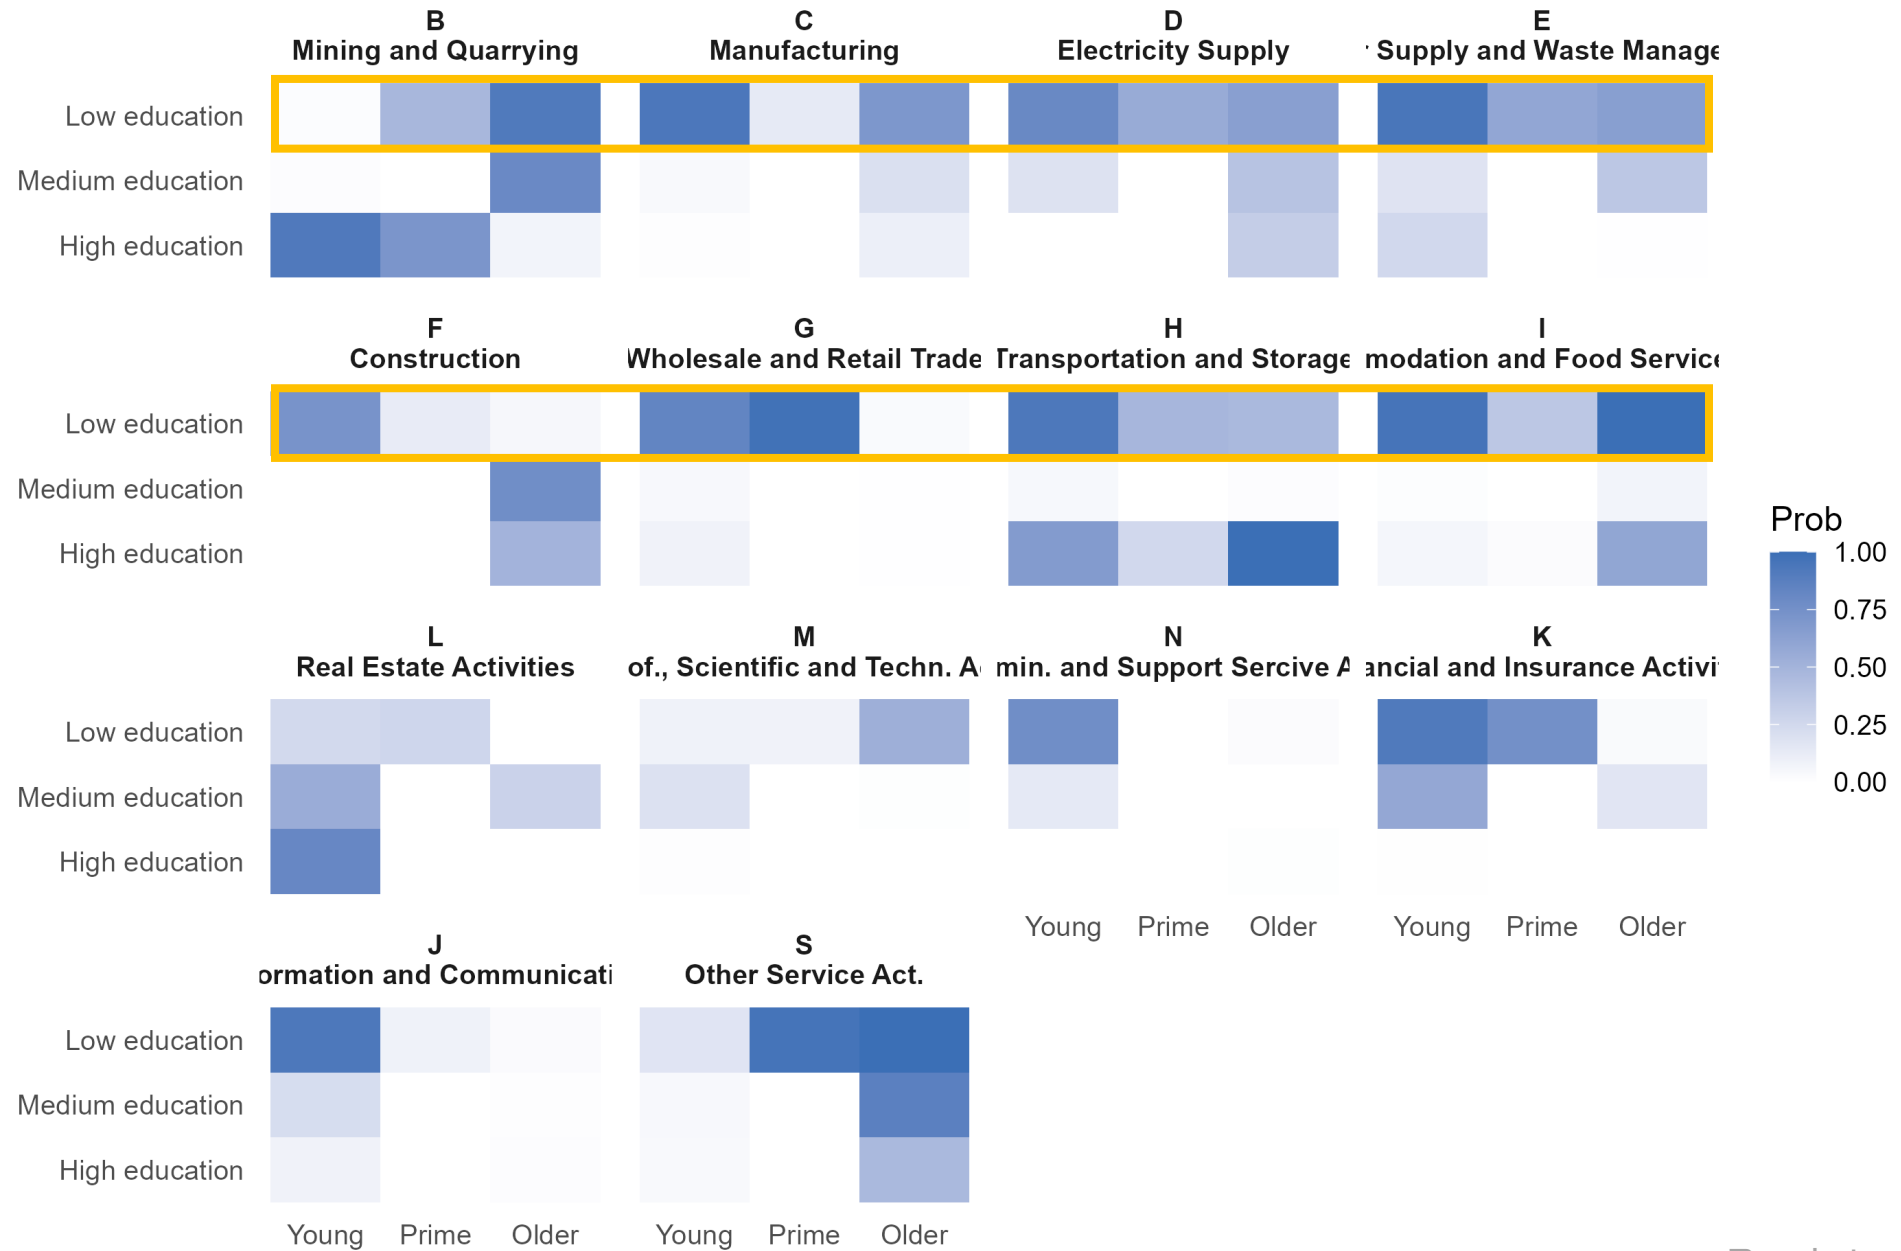 B
Mining and Quarrying
C
Manufacturing
D
Electricity Supply
E
Supply and Waste Manage
Low education
Medium education
High education
F
Construction
G
Wholesale and Retail Trade
H
Transportation and Storage
I
modation and Food Service
Low education
Medium education
High education
Prob
1.00
0.75
0.50
0.25
0.00
L
Real Estate Activities
M
of., Scientific and Techn. A
N
min. and Support Sercive A
K
ancial and Insurance Activi
Low education
Medium education
High education
Young Prime Older
Young Prime Older
J
ormation and Communicati
S
Other Service Act.
Low education
Medium education
High education
Young Prime Older
Young Prime Older